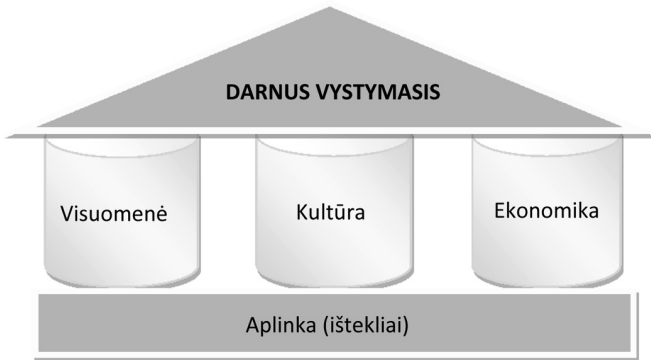 DARNUS VYSTYMASIS
Visuomenė
Kultūra
Ekonomika
Aplinka (ištekliai)